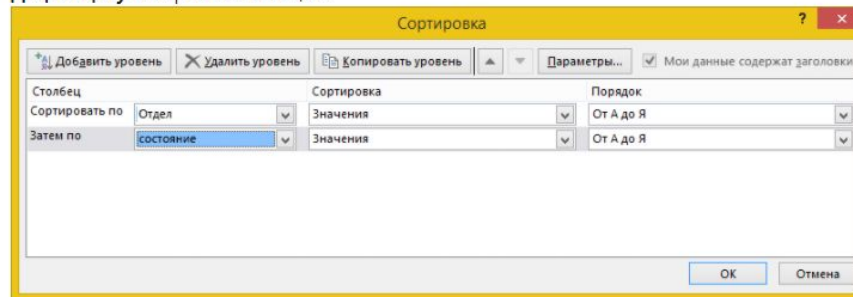 Сортировка ?
Добавить уровень Удалить уровень Копировать уровень Параметры... Мои данные содержат заголовки
Столбец Сортировка Порядок
Сортировать по Отдел Значения От А до Я
Затем по состояние Значения От А до Я
ОК Отмена